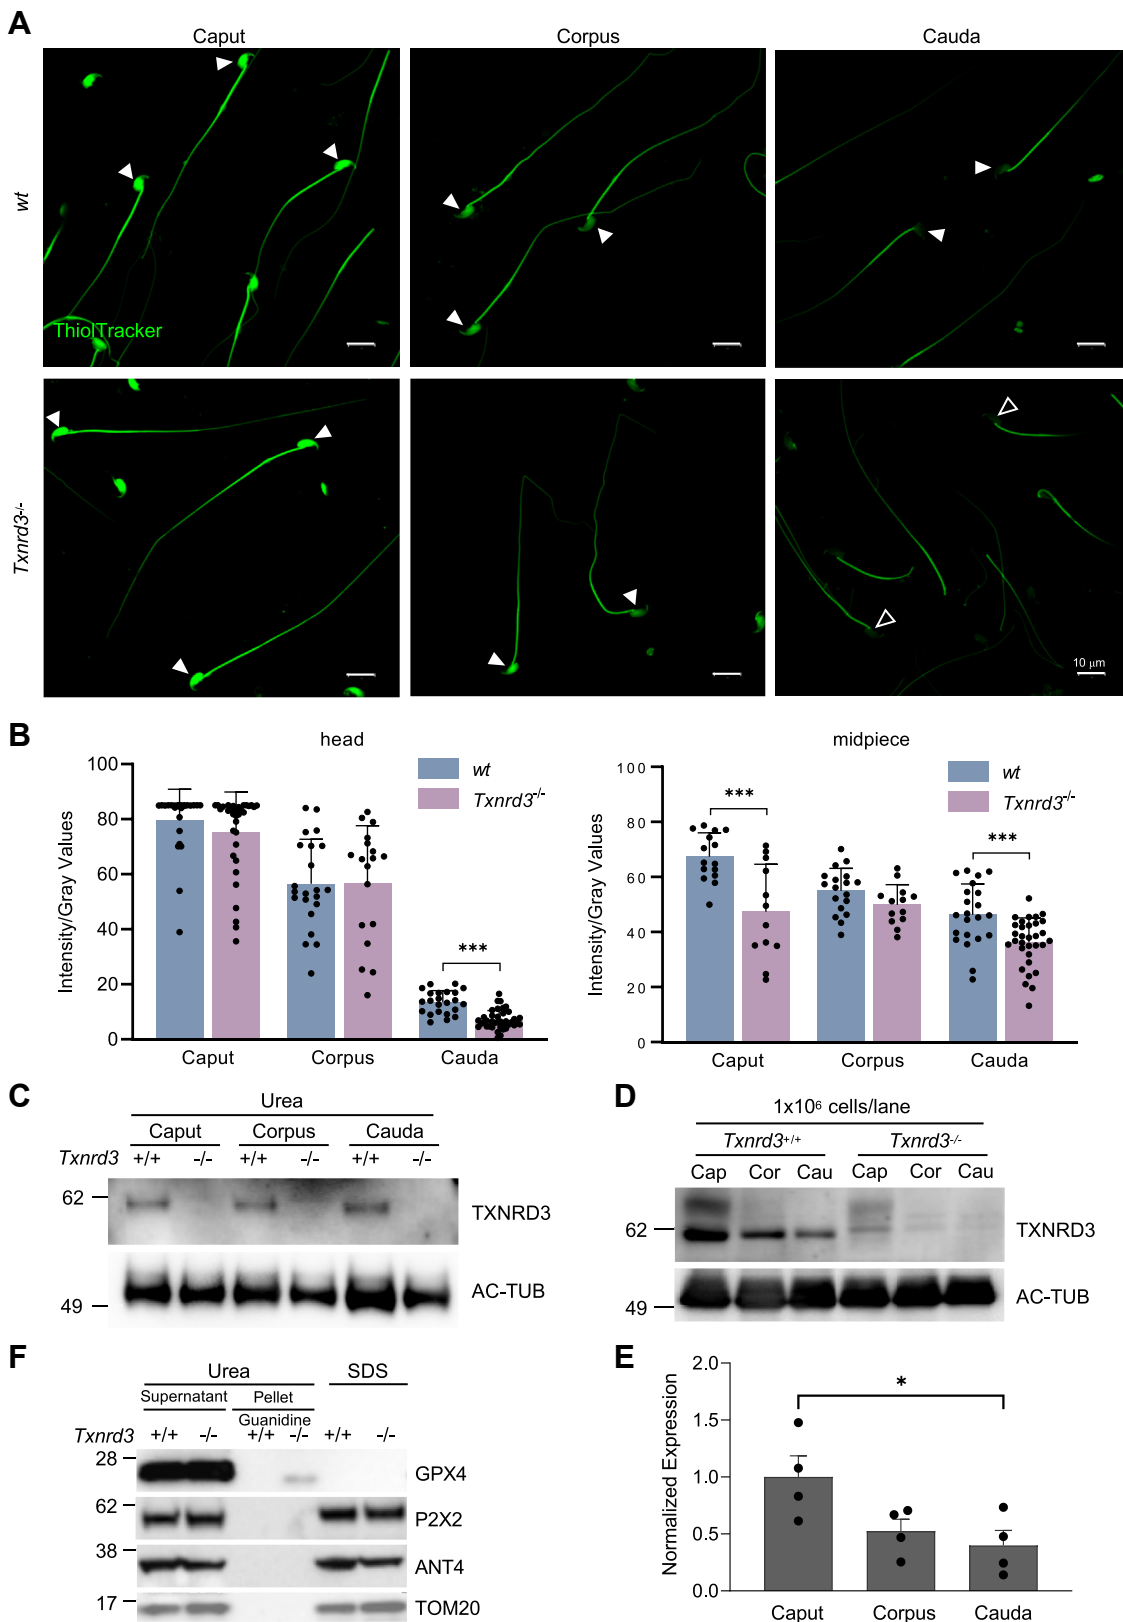 A
Caput Corpus Cauda
wt
ThiolTracker
Txnrd3-/-
10 µm
B
head
100
80
60
40
20
0
Intensity/Gray Values
wt
Txnrd3-/-
***
Caput Corpus Cauda
midpiece
100
80
60
40
20
0
Intensity/Gray Values
wt
Txnrd3-/-
***
***
Caput Corpus Cauda
C
Urea
Caput Corpus Cauda
Txnrd3 +/+ -/- +/+ -/- +/+ -/-
62
TXNRD3
49
AC-TUB
D
1x10⁶ cells/lane
Txnrd3+/+ Txnrd3-/-
Cap Cor Cau Cap Cor Cau
62
TXNRD3
49
AC-TUB
F
Urea SDS
Supernatant Pellet
Guanidine
Txnrd3 +/+ -/- +/+ -/- +/+ -/-
28
GPX4
62
P2X2
38
ANT4
17
TOM20
E
2.0
1.5
1.0
0.5
0.0
Normalized Expression
*
Caput Corpus Cauda